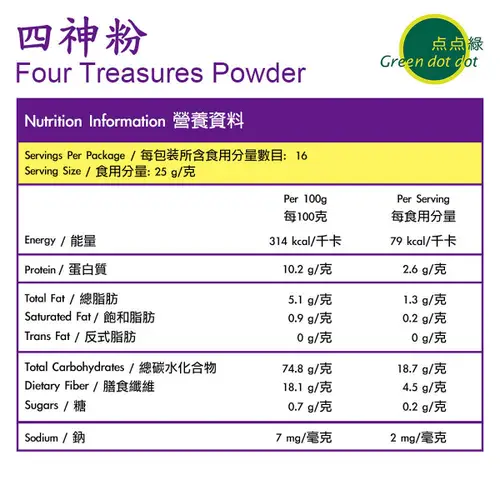 四神粉
Four Treasures Powder
点点綠
Green dot dot
Nutrition Information 營養資料
Servings Per Package / 每包裝所含食用分量數目: 16
Serving Size / 食用分量: 25 g/克
Per 100g Per Serving
每100克 每食用分量
Energy / 能量 314 kcal/千卡 79 kcal/千卡
Protein / 蛋白質 10.2 g/克 2.6 g/克
Total Fat / 總脂肪 5.1 g/克 1.3 g/克
Saturated Fat / 飽和脂肪 0.9 g/克 0.2 g/克
Trans Fat / 反式脂肪 0 g/克 0 g/克
Total Carbohydrates / 總碳水化合物 74.8 g/克 18.7 g/克
Dietary Fiber / 膳食纖維 18.1 g/克 4.5 g/克
Sugars / 糖 0.7 g/克 0.2 g/克
Sodium / 鈉 7 mg/毫克 2 mg/毫克